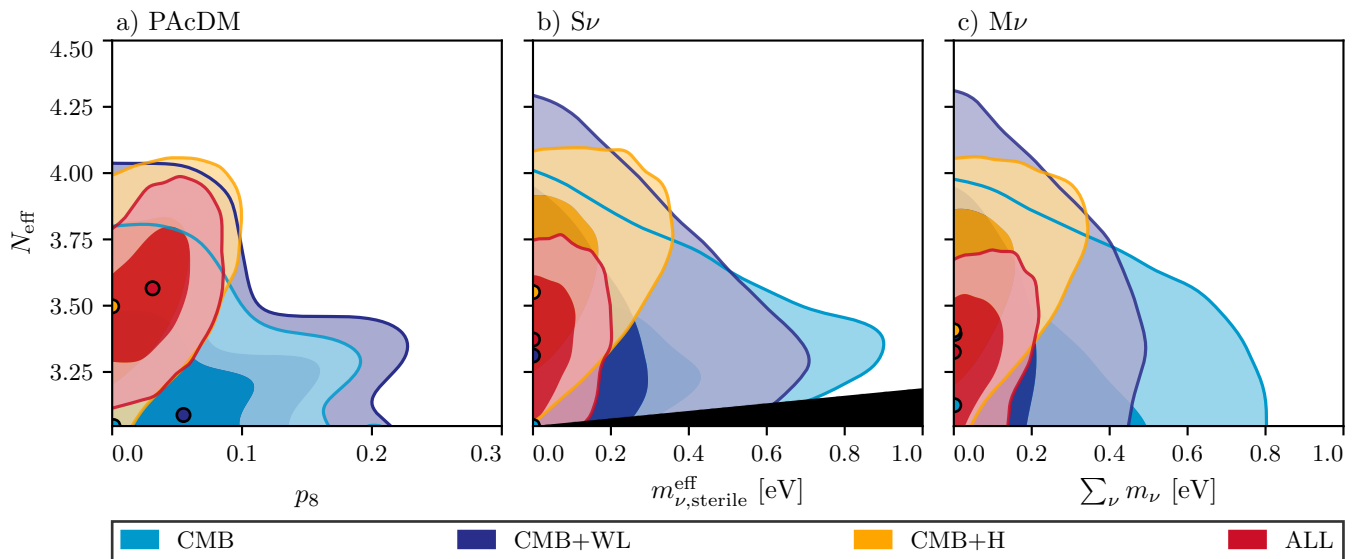 a) PAcDM b) Sν c) Mν
4.50
4.25
4.00
3.75
3.50
3.25
N_eff
0.0 0.1 0.2 0.3 0.0 0.2 0.4 0.6 0.8 1.0 0.0 0.2 0.4 0.6 0.8 1.0
p_8 m^eff_ν,sterile [eV] ∑_ν m_ν [eV]
CMB CMB+WL CMB+H ALL